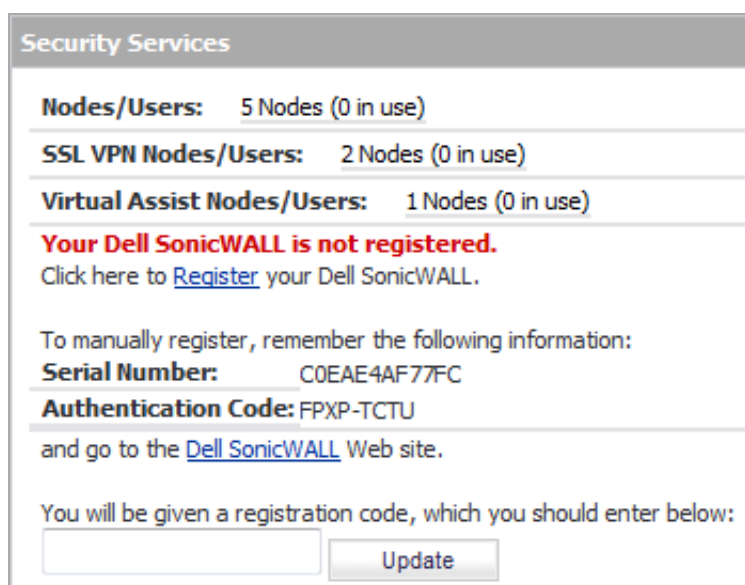 Security Services
Nodes/Users: 5 Nodes (0 in use)
SSL VPN Nodes/Users: 2 Nodes (0 in use)
Virtual Assist Nodes/Users: 1 Nodes (0 in use)
Your Dell SonicWALL is not registered.
Click here to Register your Dell SonicWALL.
To manually register, remember the following information:
Serial Number: C0EAE4AF77FC
Authentication Code: FPXP-TCTU
and go to the Dell SonicWALL Web site.
You will be given a registration code, which you should enter below:
Update